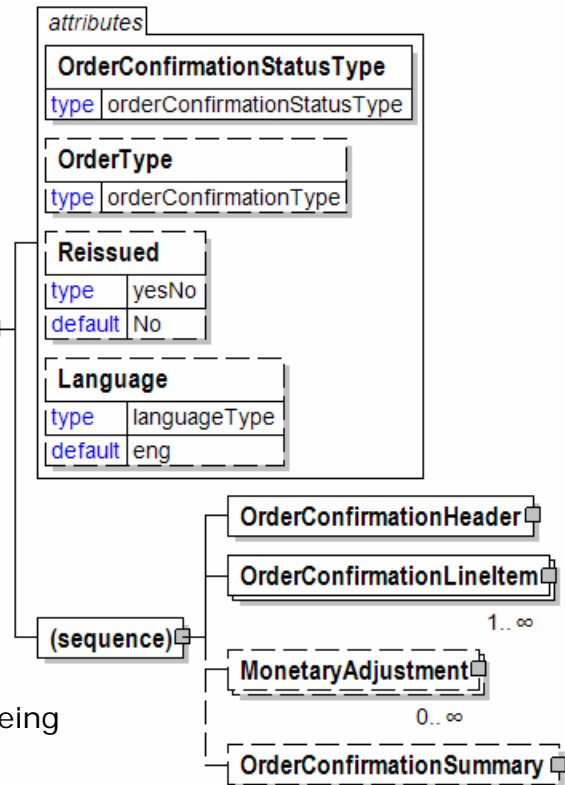 attributes
OrderConfirmationStatusType
type orderConfirmationStatusType
OrderType
type orderConfirmationType
Reissued
type yesNo
default No
Language
type languageType
default eng
OrderConfirmationHeader
OrderConfirmationLineItem
1.. ∞
(sequence)
MonetaryAdjustment
eing
0.. ∞
OrderConfirmationSummary